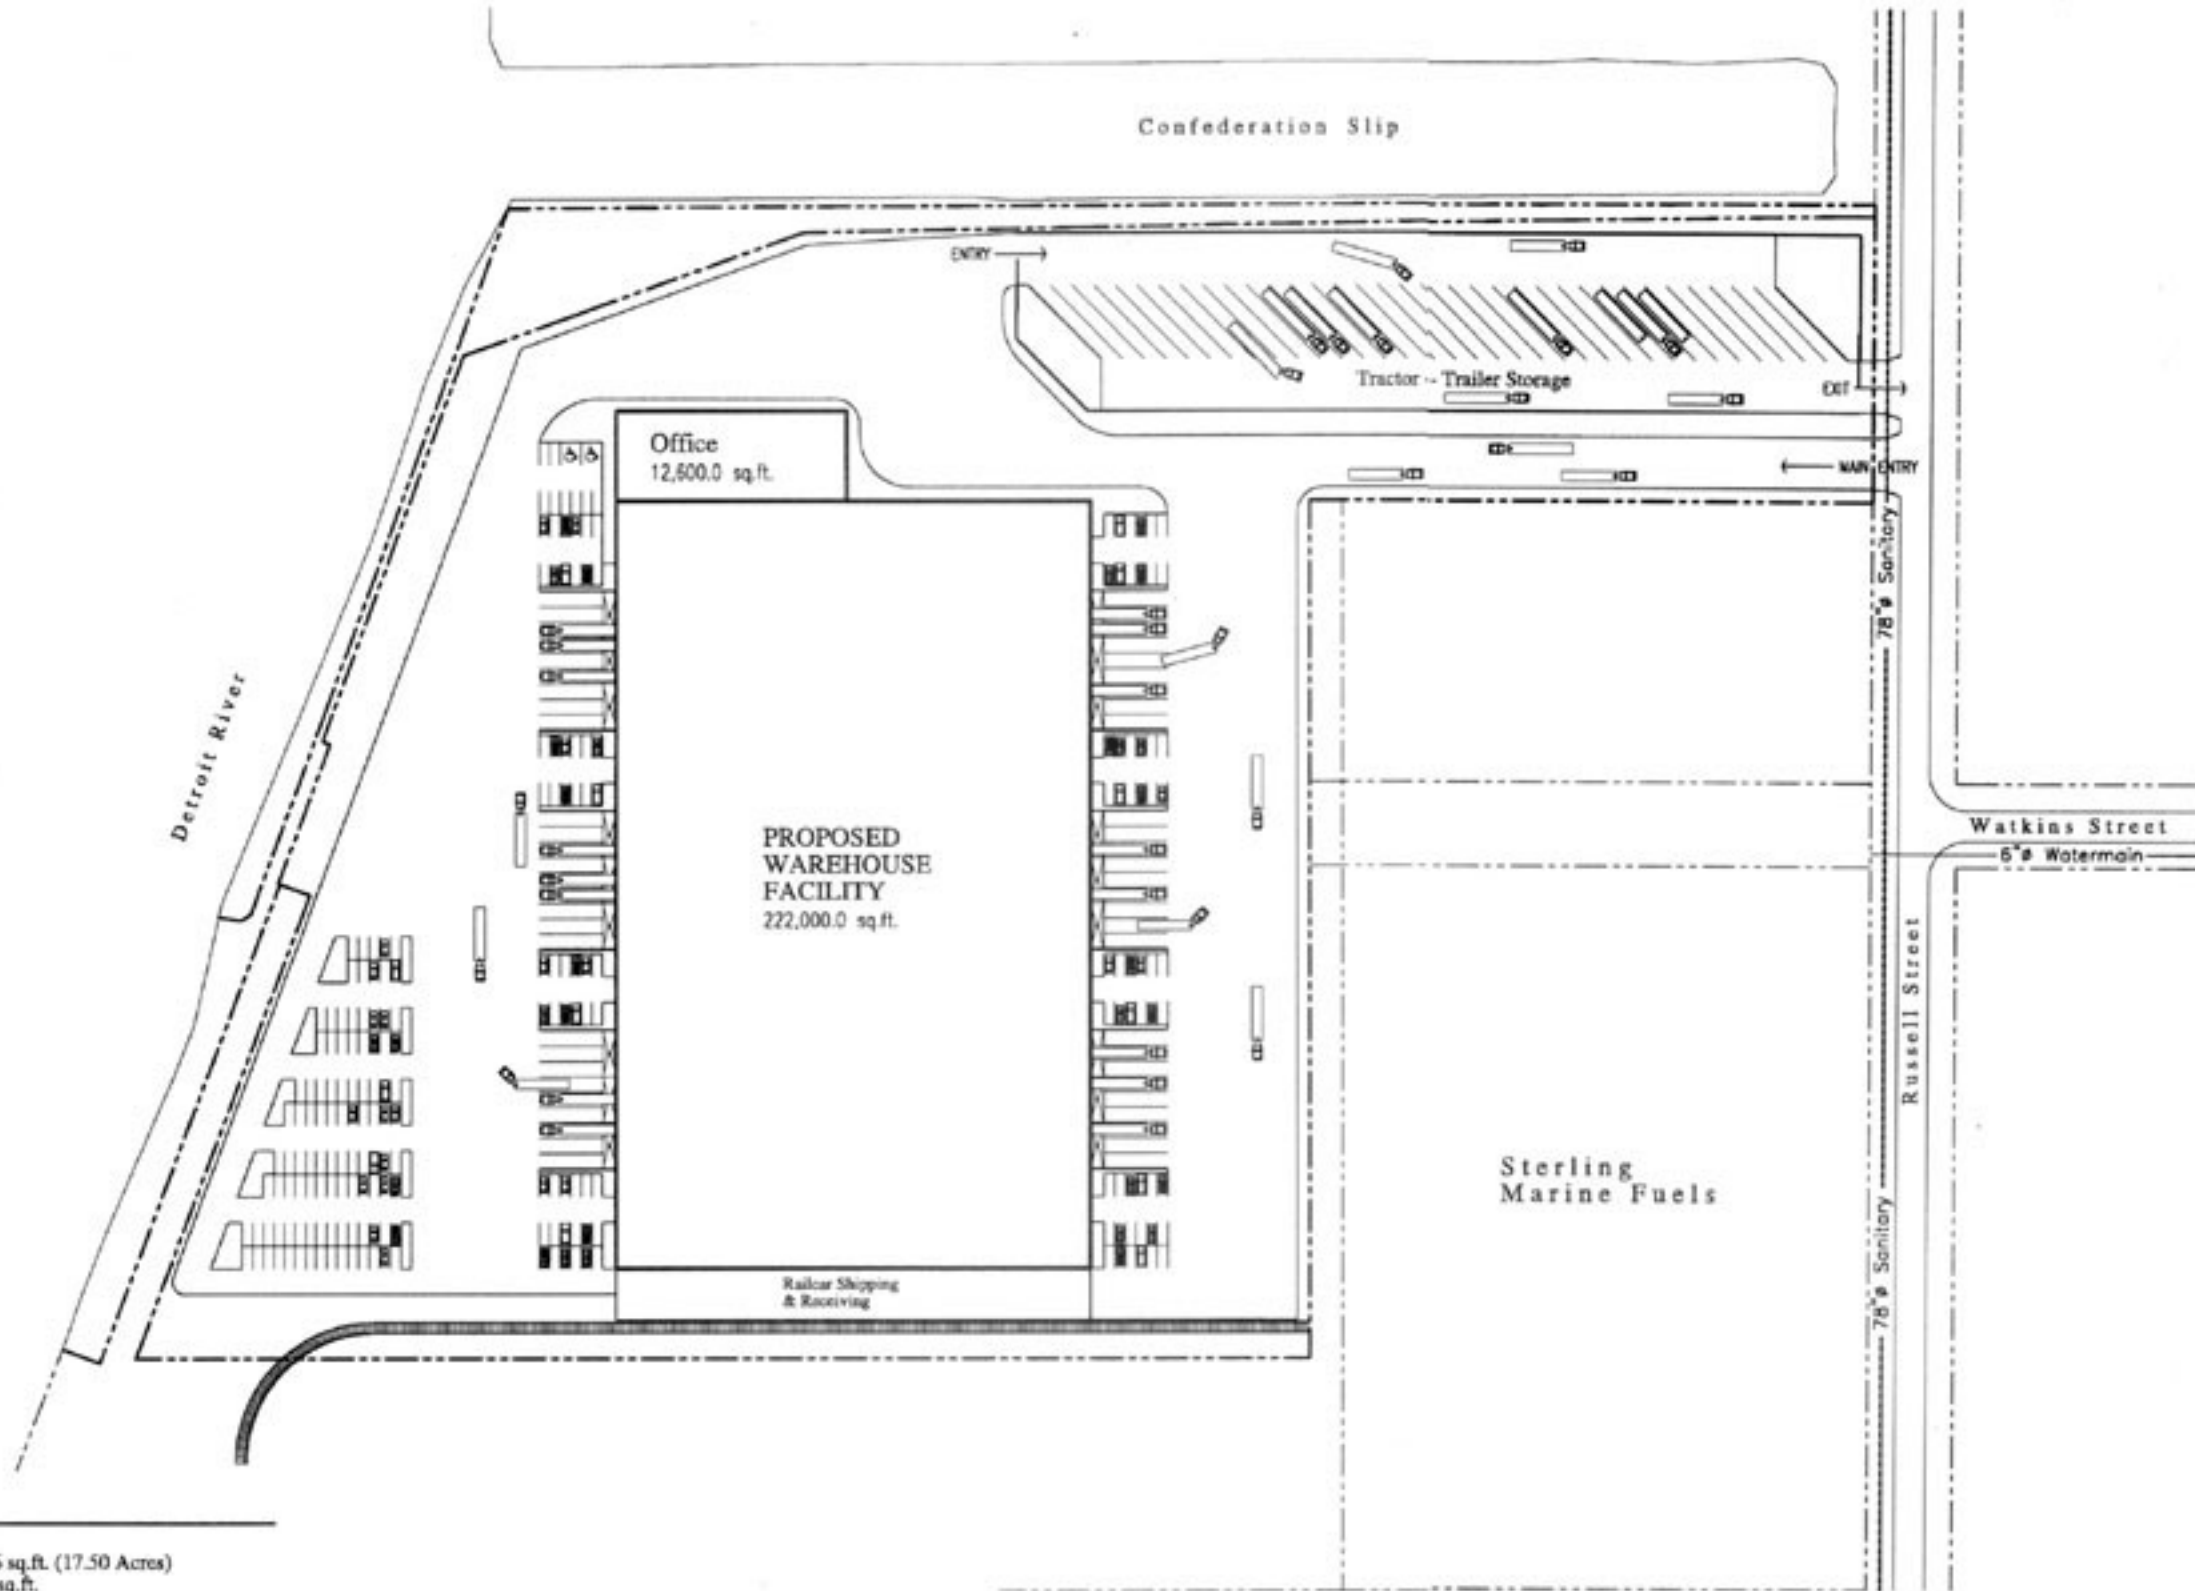 Confederation Slip
ENTRY
Tractor - Trailer Storage
EXIT
Office
12,600.0 sq.ft.
MAIN ENTRY
78"ø Sanitary
Detroit River
PROPOSED
WAREHOUSE
FACILITY
222,000.0 sq.ft.
Watkins Street
6"ø Watermain
Russell Street
Sterling
Marine Fuels
78"ø Sanitary
Railcar Shipping
& Receiving
sq.ft. (17.50 Acres)
sq.ft.